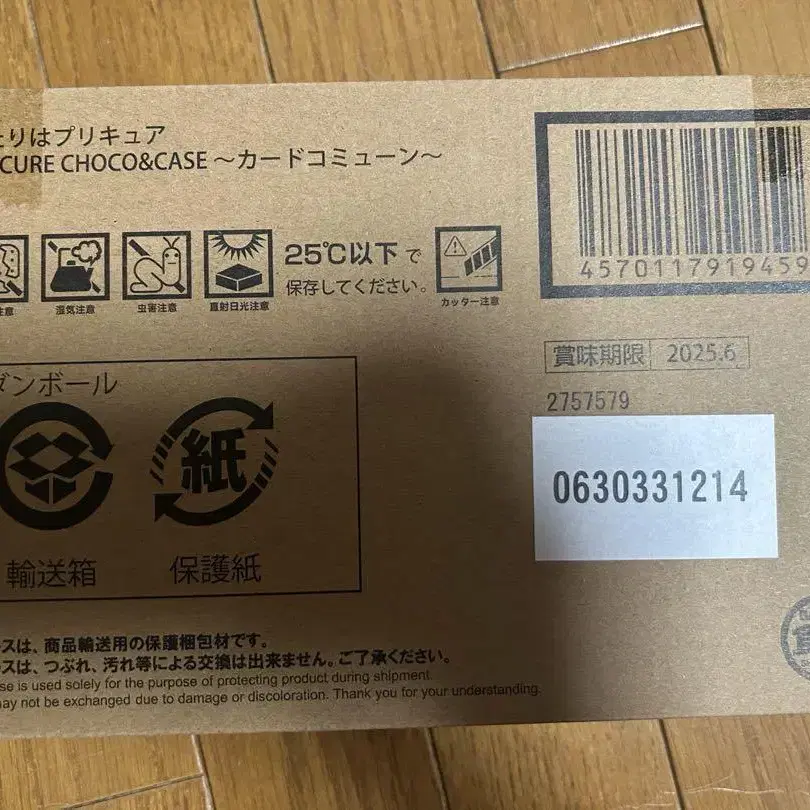 たりはプリキュア
CURE CHOCO&CASE ～カードコミューン～
4570117919459
注意
湿気注意
虫害注意
直射日光注意
25℃以下で
保存してください。
カッター注意
賞味期限 2025.6
2757579
0630331214
ダンボール
紙
輸送箱
保護紙
スは、商品輸送用の保護梱包材です。
スは、つぶれ、汚れ等による交換は出来ません。ご了承ください。
se is used solely for the purpose of protecting product during shipment.
may not be exchanged due to damage or discoloration. Thank you for your understanding.